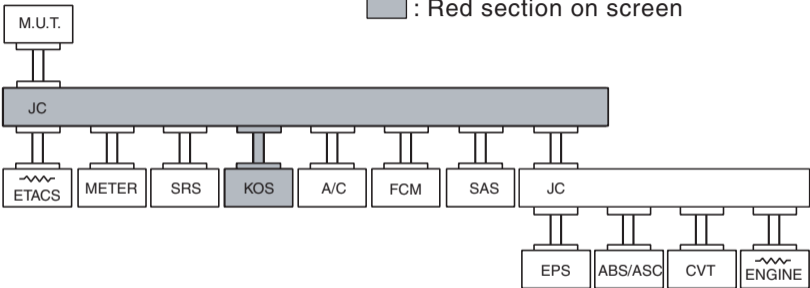 M.U.T.
: Red section on screen
JC
ETACS METER SRS KOS A/C FCM SAS JC
EPS ABS/ASC CVT ENGINE